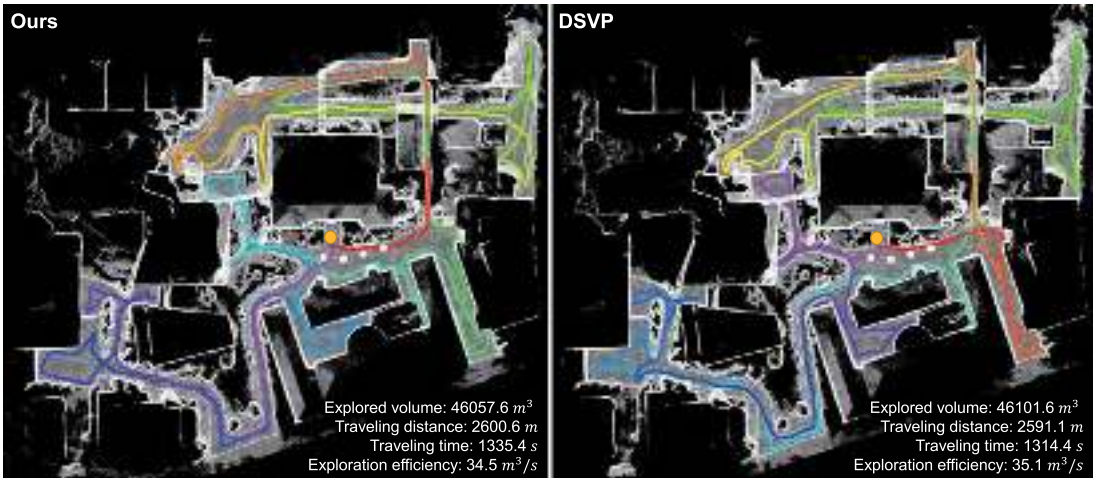 Ours
Explored volume: 46057.6 m³
Traveling distance: 2600.6 m
Traveling time: 1335.4 s
Exploration efficiency: 34.5 m³/s
DSVP
Explored volume: 46101.6 m³
Traveling distance: 2591.1 m
Traveling time: 1314.4 s
Exploration efficiency: 35.1 m³/s